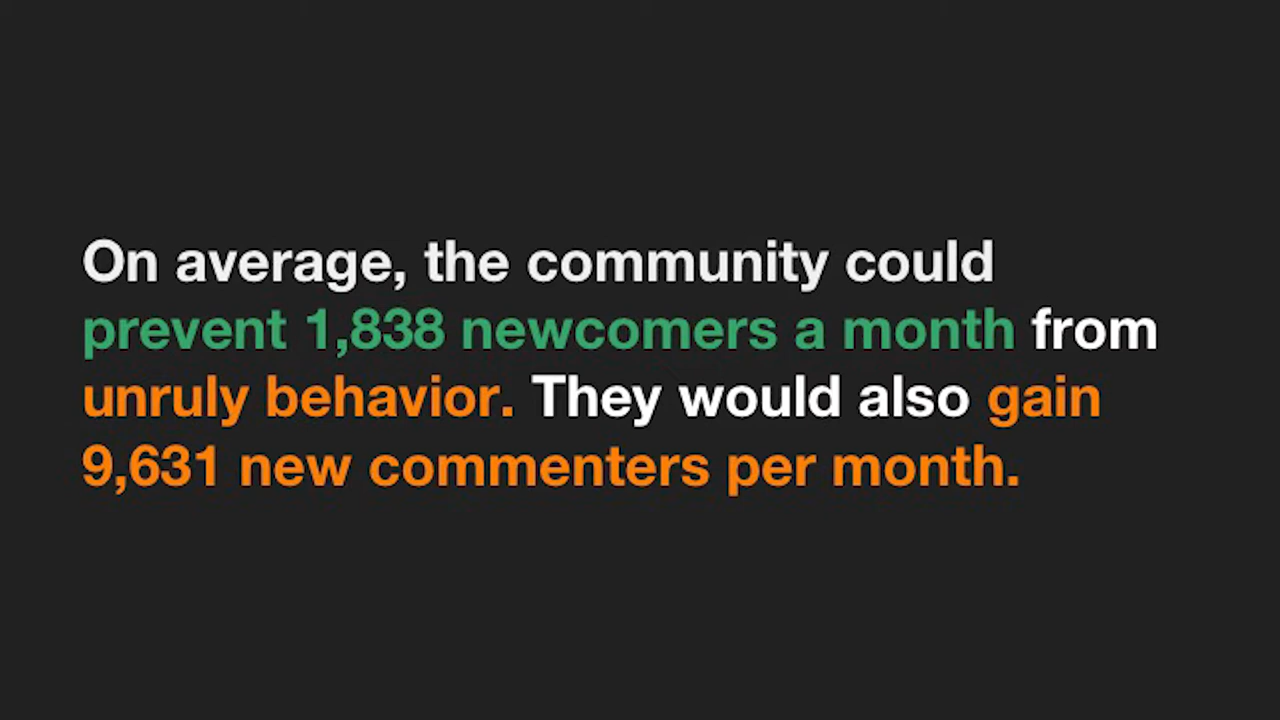 On average, the community could
prevent 1,838 newcomers a month from
unruly behavior. They would also gain
9,631 new commenters per month.